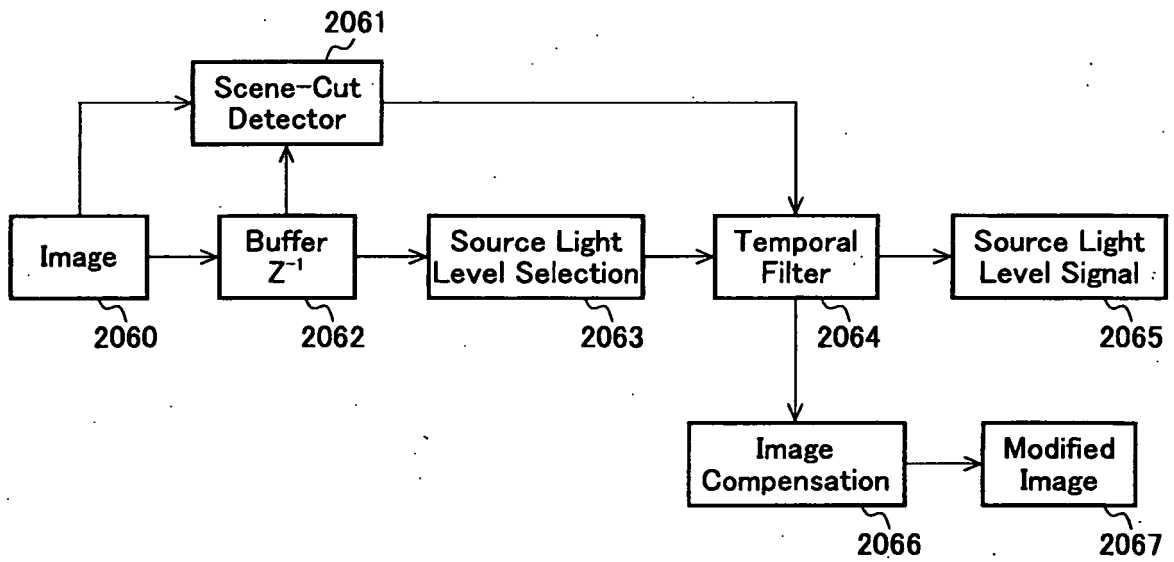 2061
Scene-Cut
Detector
Image
Buffer
Z⁻¹
Source Light
Level Selection
Temporal
Filter
Source Light
Level Signal
2060
2062
2063
2064
2065
Image
Compensation
Modified
Image
2066
2067